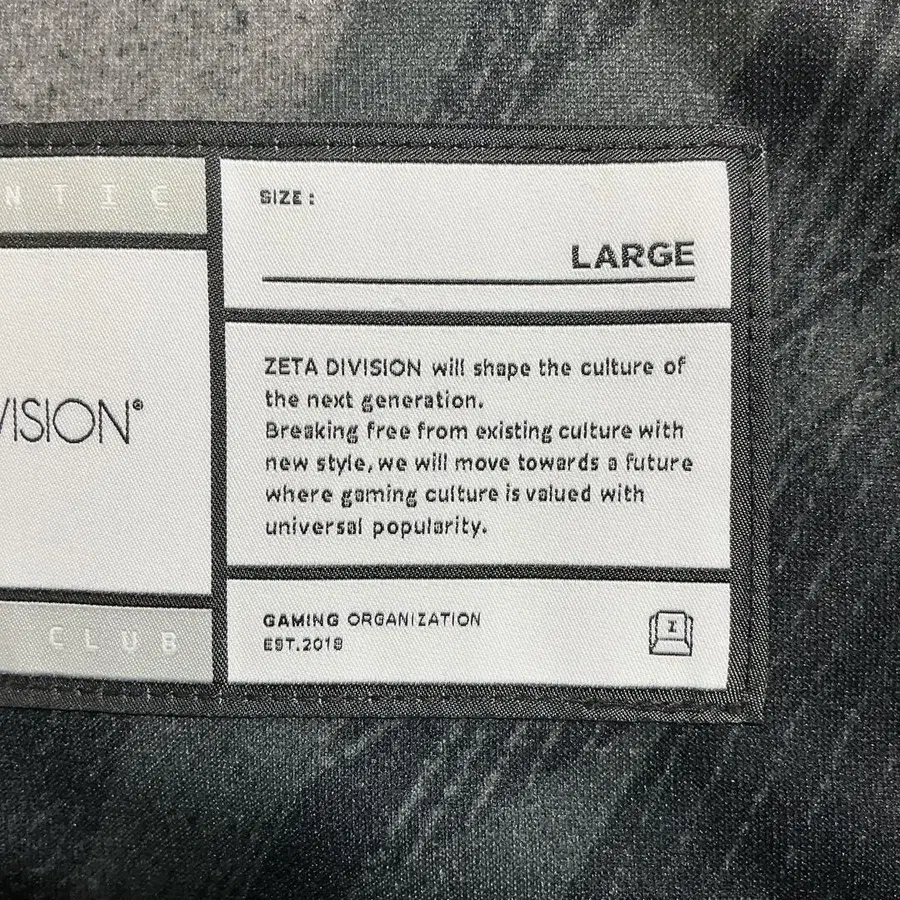 NTIC
VISION®
CLUB
SIZE:
LARGE
ZETA DIVISION will shape the culture of
the next generation.
Breaking free from existing culture with
new style, we will move towards a future
where gaming culture is valued with
universal popularity.
GAMING ORGANIZATION
EST.2018
Z